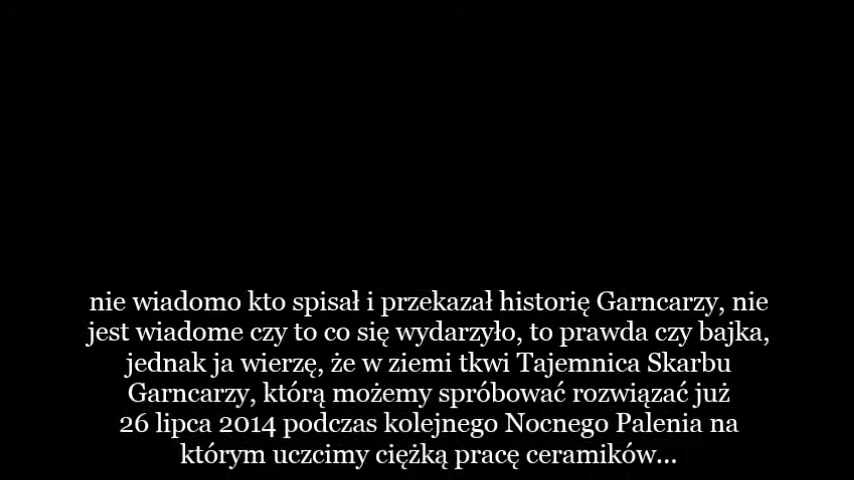 nie wiadomo kto spisał i przekazał historię Garncarzy, nie
jest wiadome czy to co się wydarzyło, to prawda czy bajka,
jednak ja wierzę, że w ziemi tkwi Tajemnica Skarbu
Garncarzy, którą możemy spróbować rozwiązać już
26 lipca 2014 podczas kolejnego Nocnego Palenia na
którym uczcimy ciężką pracę ceramików...